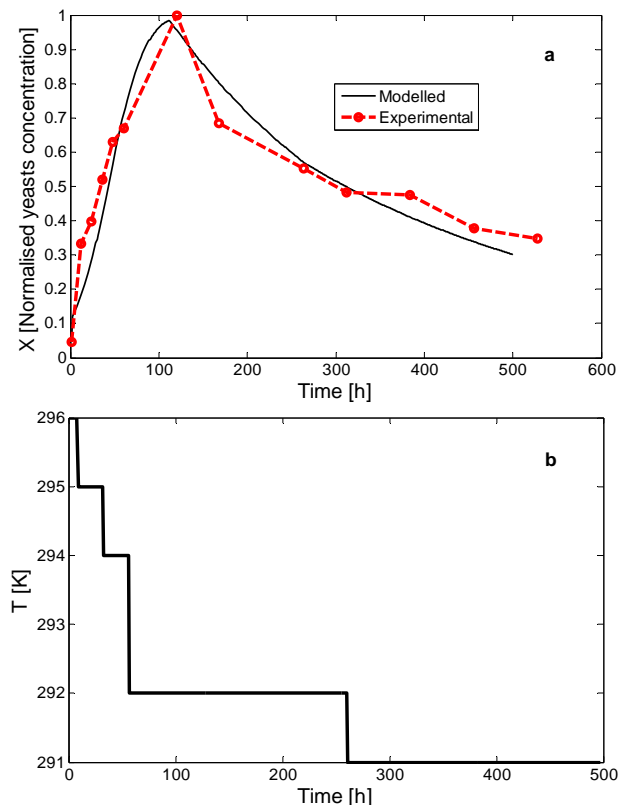 1
0.9
0.8
0.7
0.6
0.5
0.4
0.3
0.2
0.1
0
X [Normalised yeasts concentration]
a
Modelled
Experimental
0 100 200 300 400 500 600
Time [h]
296
295
294
293
292
291
T [K]
b
0 100 200 300 400 500
Time [h]